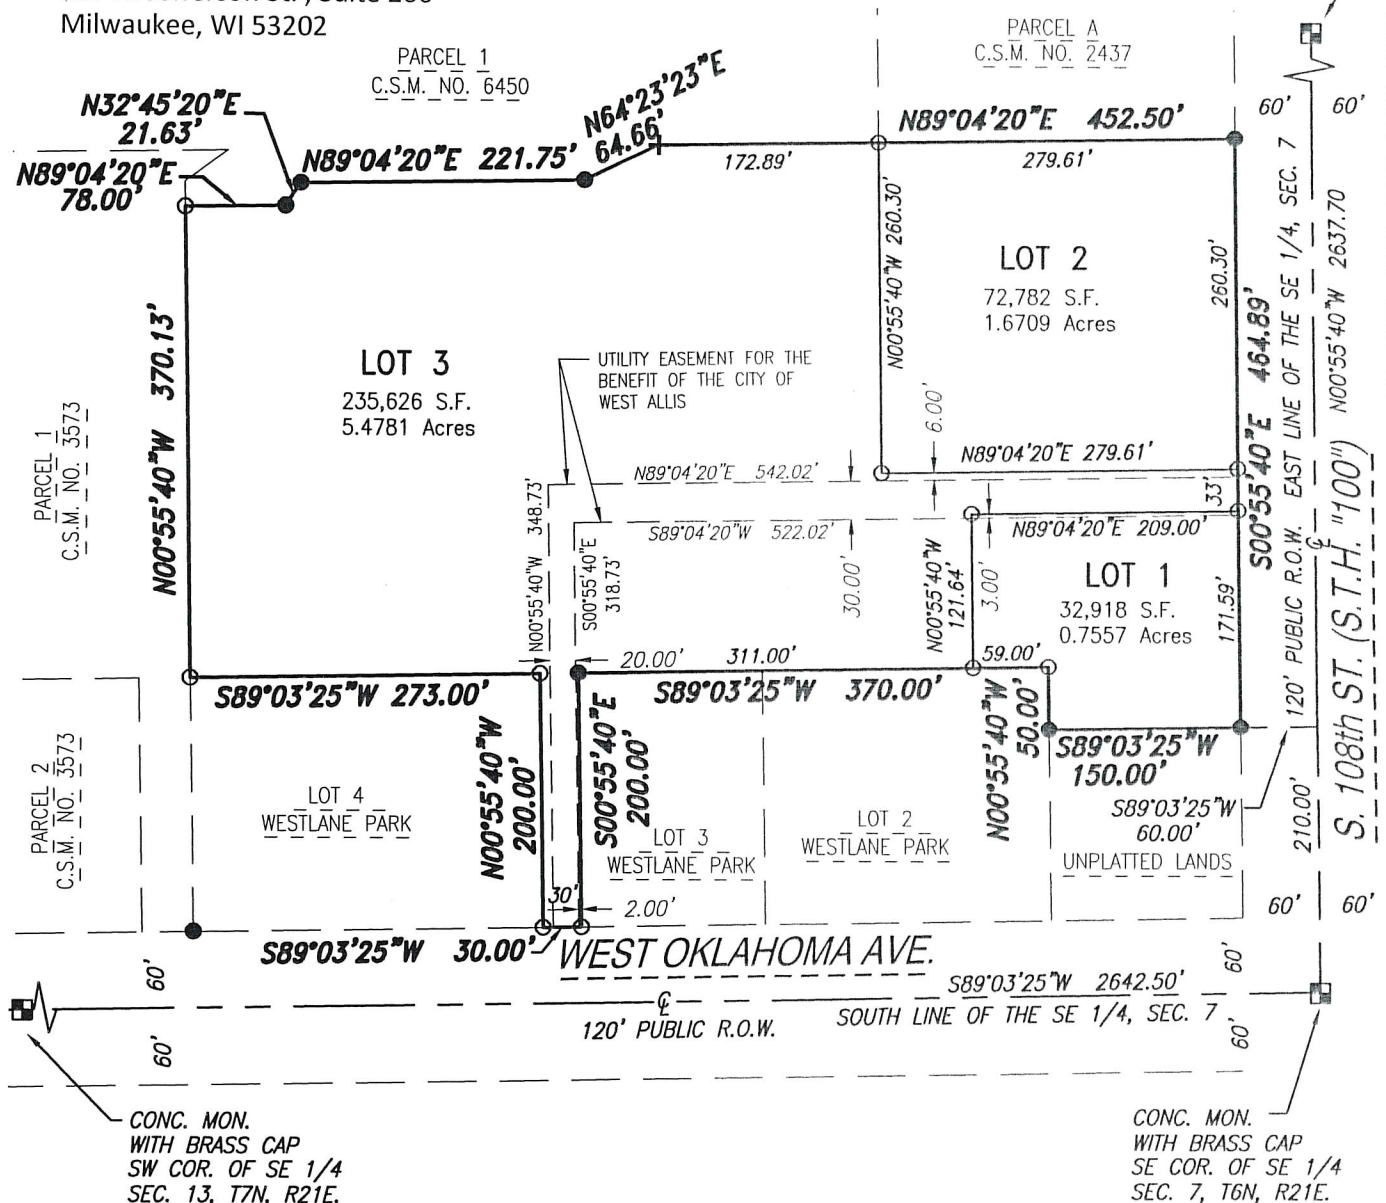 Milwaukee, WI 53202
PARCEL 1
C.S.M. NO. 6450
PARCEL A
C.S.M. NO. 2437
N32°45'20"E
21.63'
N89°04'20"E
78.00'
N89°04'20"E 221.75'
N64°23'23"E
64.66'
172.89'
N89°04'20"E 452.50'
279.61'
60' 60'
N00°55'40"W 260.30'
LOT 2
72,782 S.F.
1.6709 Acres
260.30'
S00°55'40"E 464.89'
120' PUBLIC R.O.W. EAST LINE OF THE SE 1/4, SEC. 7
N00°55'40"W 2637.70
S. 108th ST. (S.T.H. "100")
N00°55'40"W 370.13'
LOT 3
235,626 S.F.
5.4781 Acres
UTILITY EASEMENT FOR THE
BENEFIT OF THE CITY OF
WEST ALLIS
PARCEL 1
C.S.M. NO. 3573
6.00'
N89°04'20"E 279.61'
N89°04'20"E 542.02'
33'
S89°04'20"W 522.02'
N89°04'20"E 209.00'
N00°55'40"W 348.73'
S00°55'40"E
318.73'
30.00'
N00°55'40"W
121.64'
3.00'
LOT 1
32,918 S.F.
0.7557 Acres
171.59'
20.00'
311.00'
59.00'
S89°03'25"W 273.00'
S89°03'25"W 370.00'
N00°55'40"W
50.00'
S89°03'25"W
150.00'
PARCEL 2
C.S.M. NO. 3573
LOT 4
WESTLANE PARK
N00°55'40"W
200.00'
S00°55'40"E
200.00'
LOT 3
WESTLANE PARK
LOT 2
WESTLANE PARK
S89°03'25"W
60.00'
UNPLATTED LANDS
210.00'
30'
2.00'
60' 60'
S89°03'25"W 30.00'
WEST OKLAHOMA AVE.
60'
60'
S89°03'25"W 2642.50'
℄
120' PUBLIC R.O.W.
SOUTH LINE OF THE SE 1/4, SEC. 7
60'
60'
CONC. MON.
WITH BRASS CAP
SW COR. OF SE 1/4
SEC. 13, T7N, R21E.
CONC. MON.
WITH BRASS CAP
SE COR. OF SE 1/4
SEC. 7, T6N, R21E.